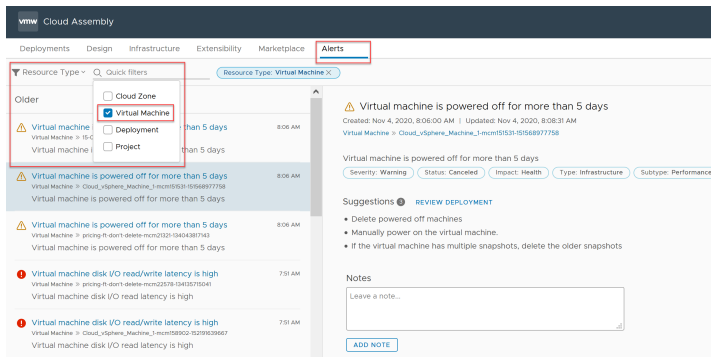 vmw Cloud Assembly
Deployments Design Infrastructure Extensibility Marketplace Alerts
Resource Type Quick filters Resource Type: Virtual Machine ×
Cloud Zone
Virtual Machine
Deployment
Project
Older
Virtual machine than 5 days 8:06 AM
Virtual Machine » 15-0
Virtual machine i than 5 days
Virtual machine is powered off for more than 5 days 8:06 AM
Virtual Machine » Cloud_vSphere_Machine_1-mcm151531-151568977758
Virtual machine is powered off for more than 5 days
Virtual machine is powered off for more than 5 days 8:06 AM
Virtual Machine » pricing-ft-don't-delete-mcm21321-134043817143
Virtual machine is powered off for more than 5 days
Virtual machine disk I/O read/write latency is high 7:51 AM
Virtual Machine » pricing-ft-don't-delete-mcm22578-134135715041
Virtual machine disk I/O read latency is high
Virtual machine disk I/O read/write latency is high 7:51 AM
Virtual Machine » Cloud_vSphere_Machine_1-mcm158902-152191639667
Virtual machine disk I/O read latency is high
Virtual machine is powered off for more than 5 days
Created: Nov 4, 2020, 8:06:00 AM | Updated: Nov 4, 2020, 8:08:31 AM
Virtual Machine » Cloud_vSphere_Machine_1-mcm151531-151568977758
Virtual machine is powered off for more than 5 days
Severity: Warning Status: Canceled Impact: Health Type: Infrastructure Subtype: Performance
Suggestions ? REVIEW DEPLOYMENT
• Delete powered off machines
• Manually power on the virtual machine.
• If the virtual machine has multiple snapshots, delete the older snapshots
Notes
Leave a note...
ADD NOTE